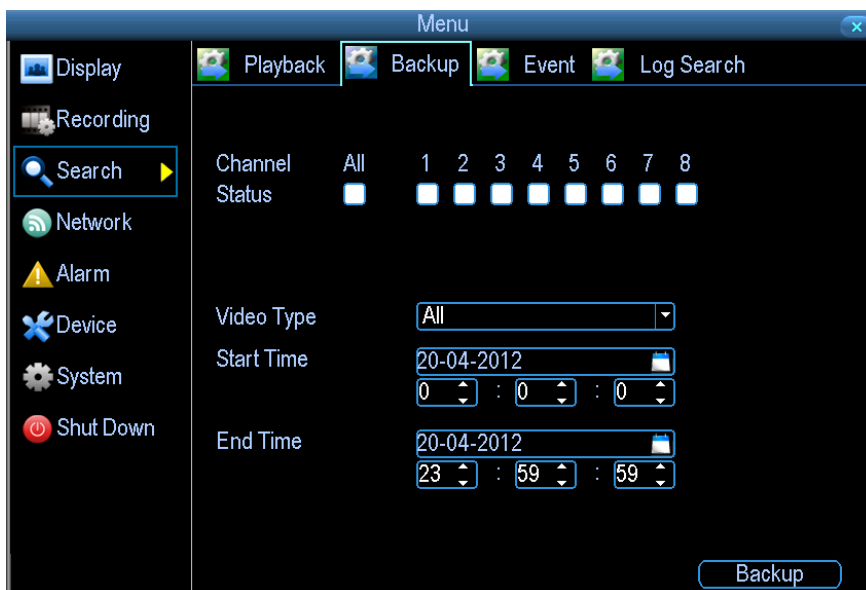 Menu
Display
Recording
Search
Network
Alarm
Device
System
Shut Down
Playback Backup Event Log Search
Channel All 1 2 3 4 5 6 7 8
Status
Video Type All
Start Time 20-04-2012
0 : 0 : 0
End Time 20-04-2012
23 : 59 : 59
Backup